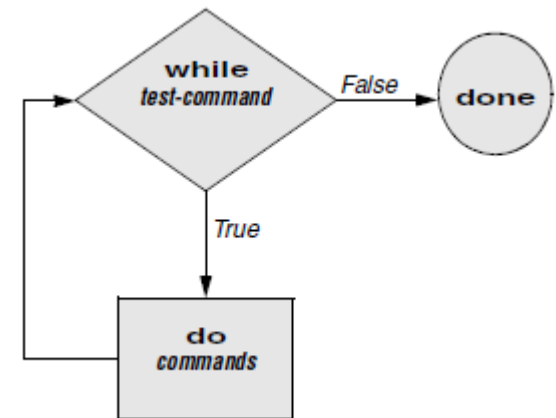 while
test-command
False
done
True
do
commands